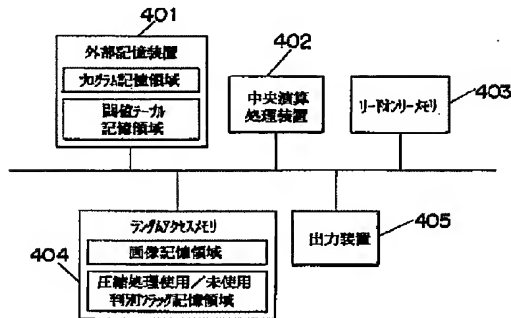 401
外部記憶装置
プログラム記憶領域
閾値テーブル
記憶領域
402
中央演算
処理装置
リードオンリーメモリ
403
ランダムアクセスメモリ
画像記憶領域
圧縮処理使用／未使用
判別フラッグ記憶領域
404
出力装置
405